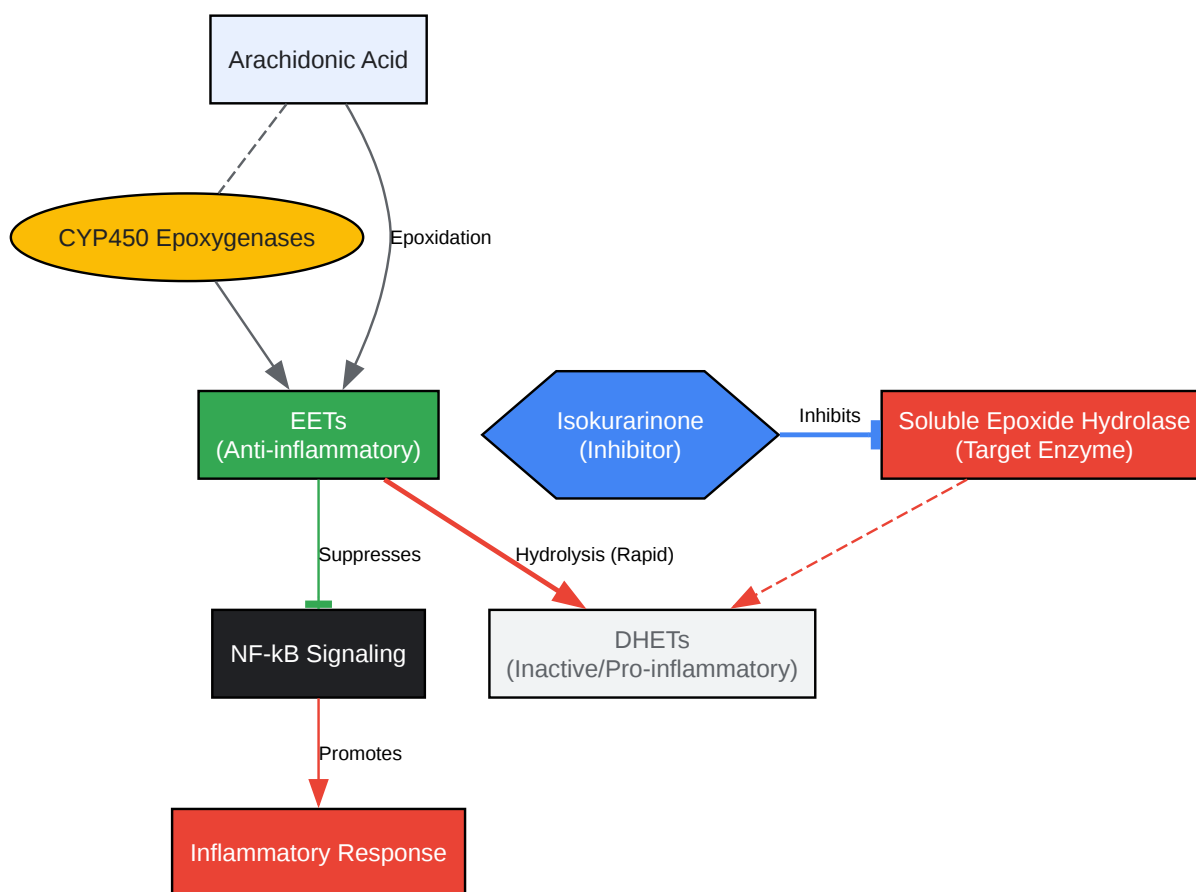 Arachidonic Acid
CYP450 Epoxygenases
Epoxidation
EETs
(Anti-inflammatory)
Isokurarinone
(Inhibitor)
Inhibits
Soluble Epoxide Hydrolase
(Target Enzyme)
Suppresses
Hydrolysis (Rapid)
NF-kB Signaling
DHETs
(Inactive/Pro-inflammatory)
Promotes
Inflammatory Response